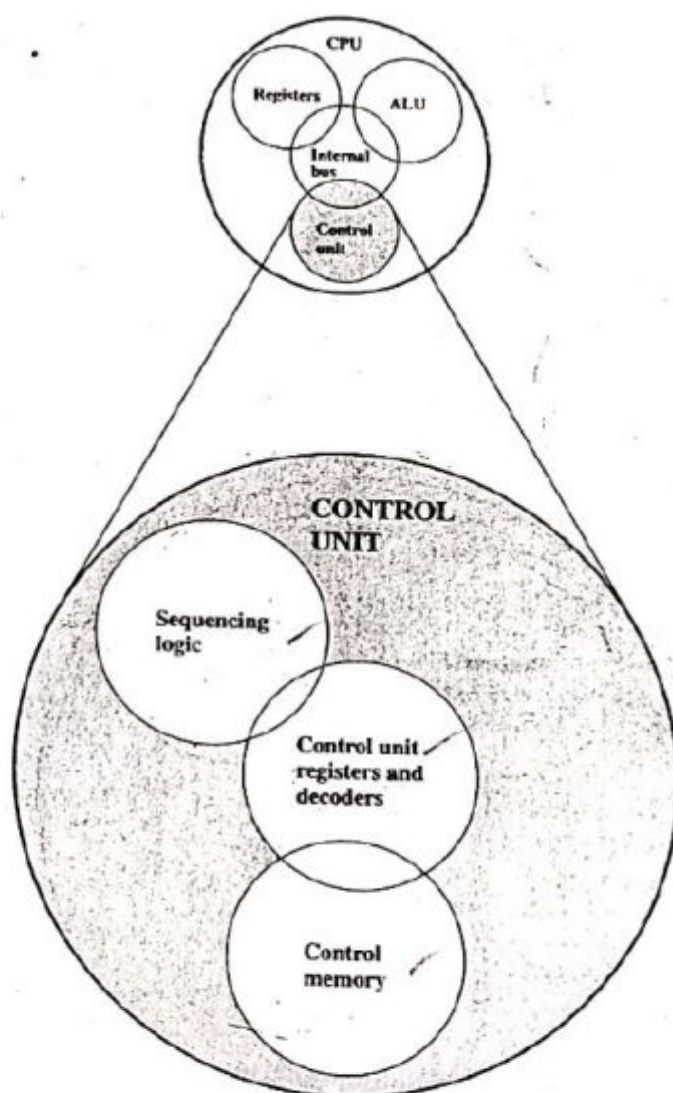 CPU
Registers
ALU
Internal
bus
Control
unit
CONTROL
UNIT
Sequencing
logic
Control unit
registers and
decoders
Control
memory